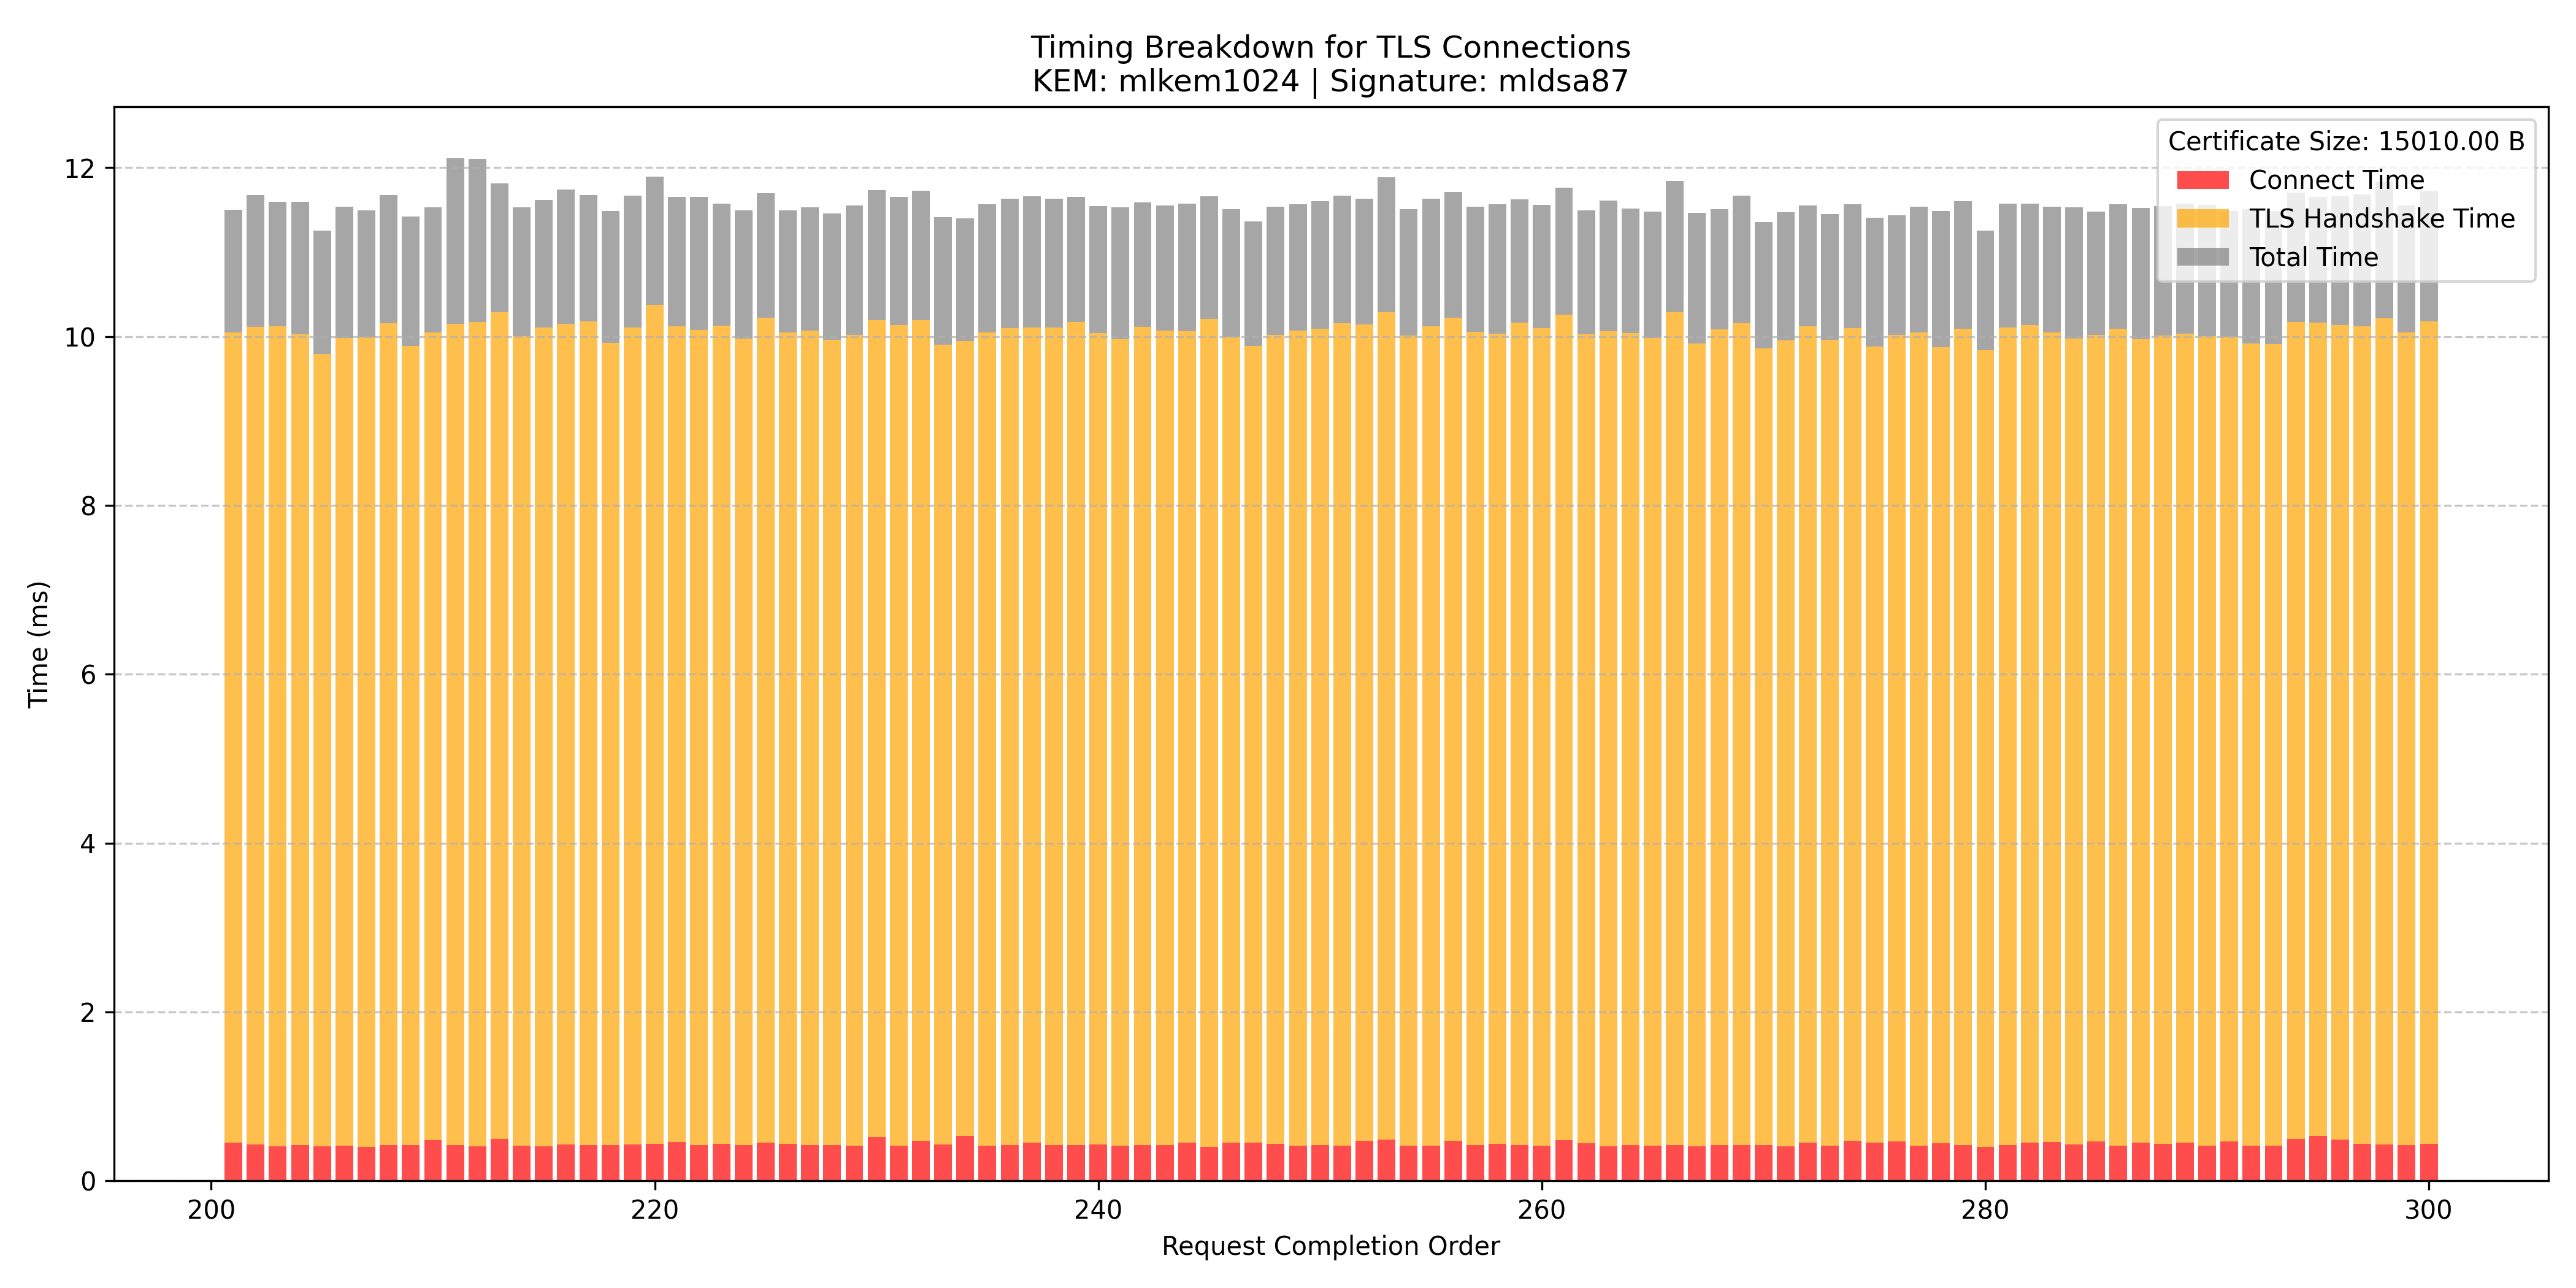 Timing Breakdown for TLS Connections
KEM: mlkem1024 | Signature: mldsa87
Certificate Size: 15010.00 B
Connect Time
TLS Handshake Time
Total Time
Time (ms)
12
10
8
6
4
2
0
200 220 240 260 280 300
Request Completion Order